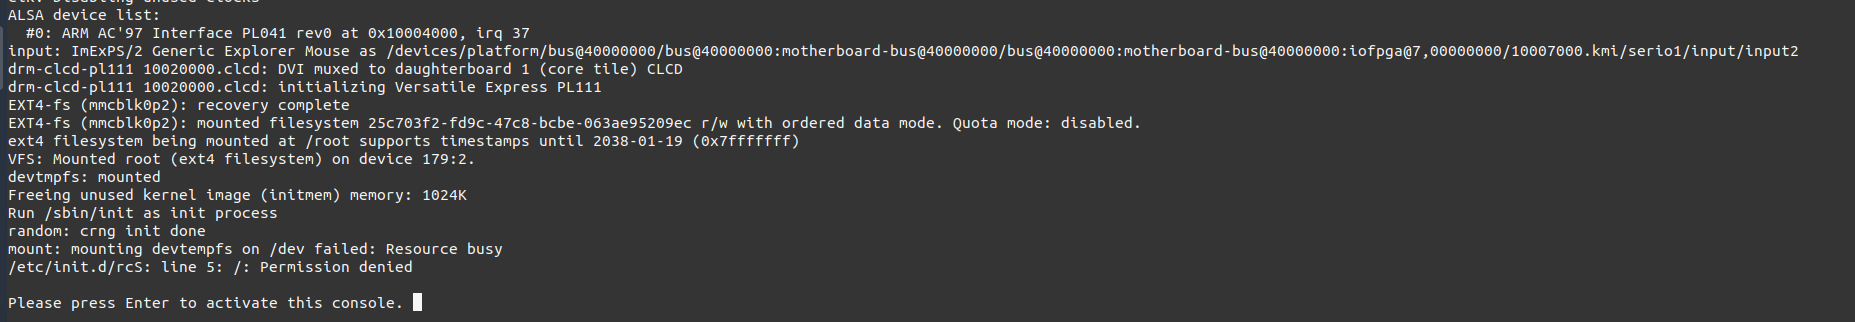 ALSA device list:
  #0: ARM AC'97 Interface PL041 rev0 at 0x10004000, irq 37
input: ImExPS/2 Generic Explorer Mouse as /devices/platform/bus@40000000/bus@40000000:motherboard-bus@40000000/bus@40000000:motherboard-bus@40000000:iofpga@7,00000000/10007000.kmi/serio1/input/input2
drm-clcd-pl111 10020000.clcd: DVI muxed to daughterboard 1 (core tile) CLCD
drm-clcd-pl111 10020000.clcd: initializing Versatile Express PL111
EXT4-fs (mmcblk0p2): recovery complete
EXT4-fs (mmcblk0p2): mounted filesystem 25c703f2-fd9c-47c8-bcbe-063ae95209ec r/w with ordered data mode. Quota mode: disabled.
ext4 filesystem being mounted at /root supports timestamps until 2038-01-19 (0x7fffffff)
VFS: Mounted root (ext4 filesystem) on device 179:2.
devtmpfs: mounted
Freeing unused kernel image (initmem) memory: 1024K
Run /sbin/init as init process
random: crng init done
mount: mounting devtempfs on /dev failed: Resource busy
/etc/init.d/rcS: line 5: /: Permission denied
Please press Enter to activate this console.